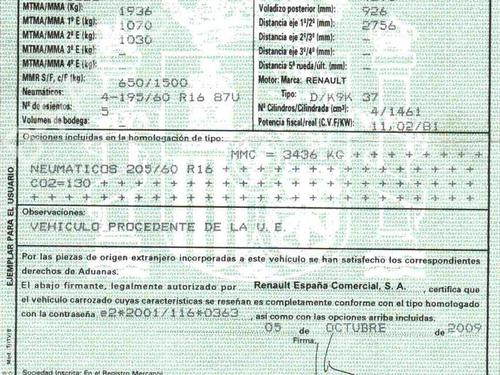 MTMA/MMA (Kg): 1936 Voladizo posterior (mm): 926
MTMA/MMA 1º E (kg): 1070 Distancia eje 1º/2º (mm): 2756
MTMA/MMA 2º E (kg): 1030 Distancia eje 2º/3º (mm): -
MTMA/MMA 3º E (kg): - Distancia eje 3º/4º (mm): -
MTMA/MMA 4º E (kg): - Distancia 5ª rueda/últ. (mm): -
MMR S/F, c/F (kg): 650/1500 Motor: Marca: RENAULT
Neumáticos: 4-195/60 R16 87U Tipo: D/K9K 37
Nº de asientos: 5 Nº Cilindros/Cilindrada (cm³): 4/1461
Volumen de bodega: - Potencia fiscal/real (C.V.F/KW): 11,02/81
Opciones incluidas en la homologación de tipo:
MMC = 3436 KG + + + + + + + +
NEUMATICOS 205/60 R16 + + + + + + + + + + + + +
CO2=130 + + + + + + + + + + + + + + + + + + +
+ + + + + + + + + + + + + + + + + + + + + + +
Observaciones:
VEHICULO PROCEDENTE DE LA U.E.
Por las piezas de origen extranjero incorporadas a este vehículo se han satisfecho los correspondientes
derechos de Aduanas.
El abajo firmante, legalmente autorizado por Renault España Comercial, S. A. , certifica que
el vehículo carrozado cuyas características se reseñan es completamente conforme con el tipo homologado
con la contraseña e2*2001/116*0363 , así como con las opciones arriba incluidas.
05 de OCTUBRE de 2009
Firma,
EJEMPLAR PARA EL USUARIO
Sociedad Inscrita: En el Registro Mercantil